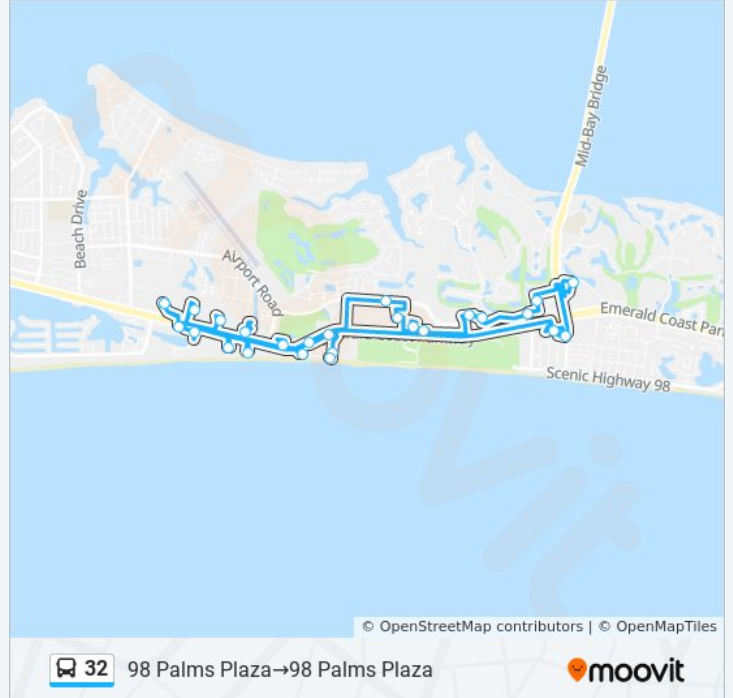 Mid-Bay Bridge
Beach Drive
Airport Road
Emerald Coast Par
Scenic Highway 98
© OpenStreetMap contributors | © OpenMapTiles
32 98 Palms Plaza→98 Palms Plaza
moovit